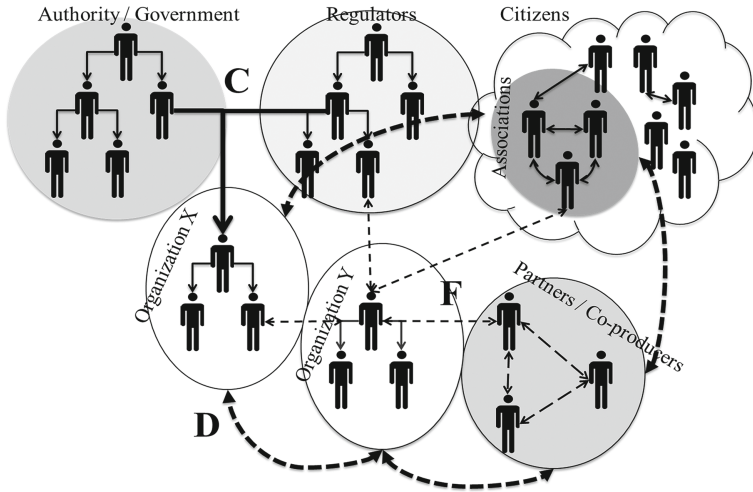 Authority / Government
Regulators
Citizens
C
Associations
Organization X
Organization Y
F
Partners / Co-producers
D